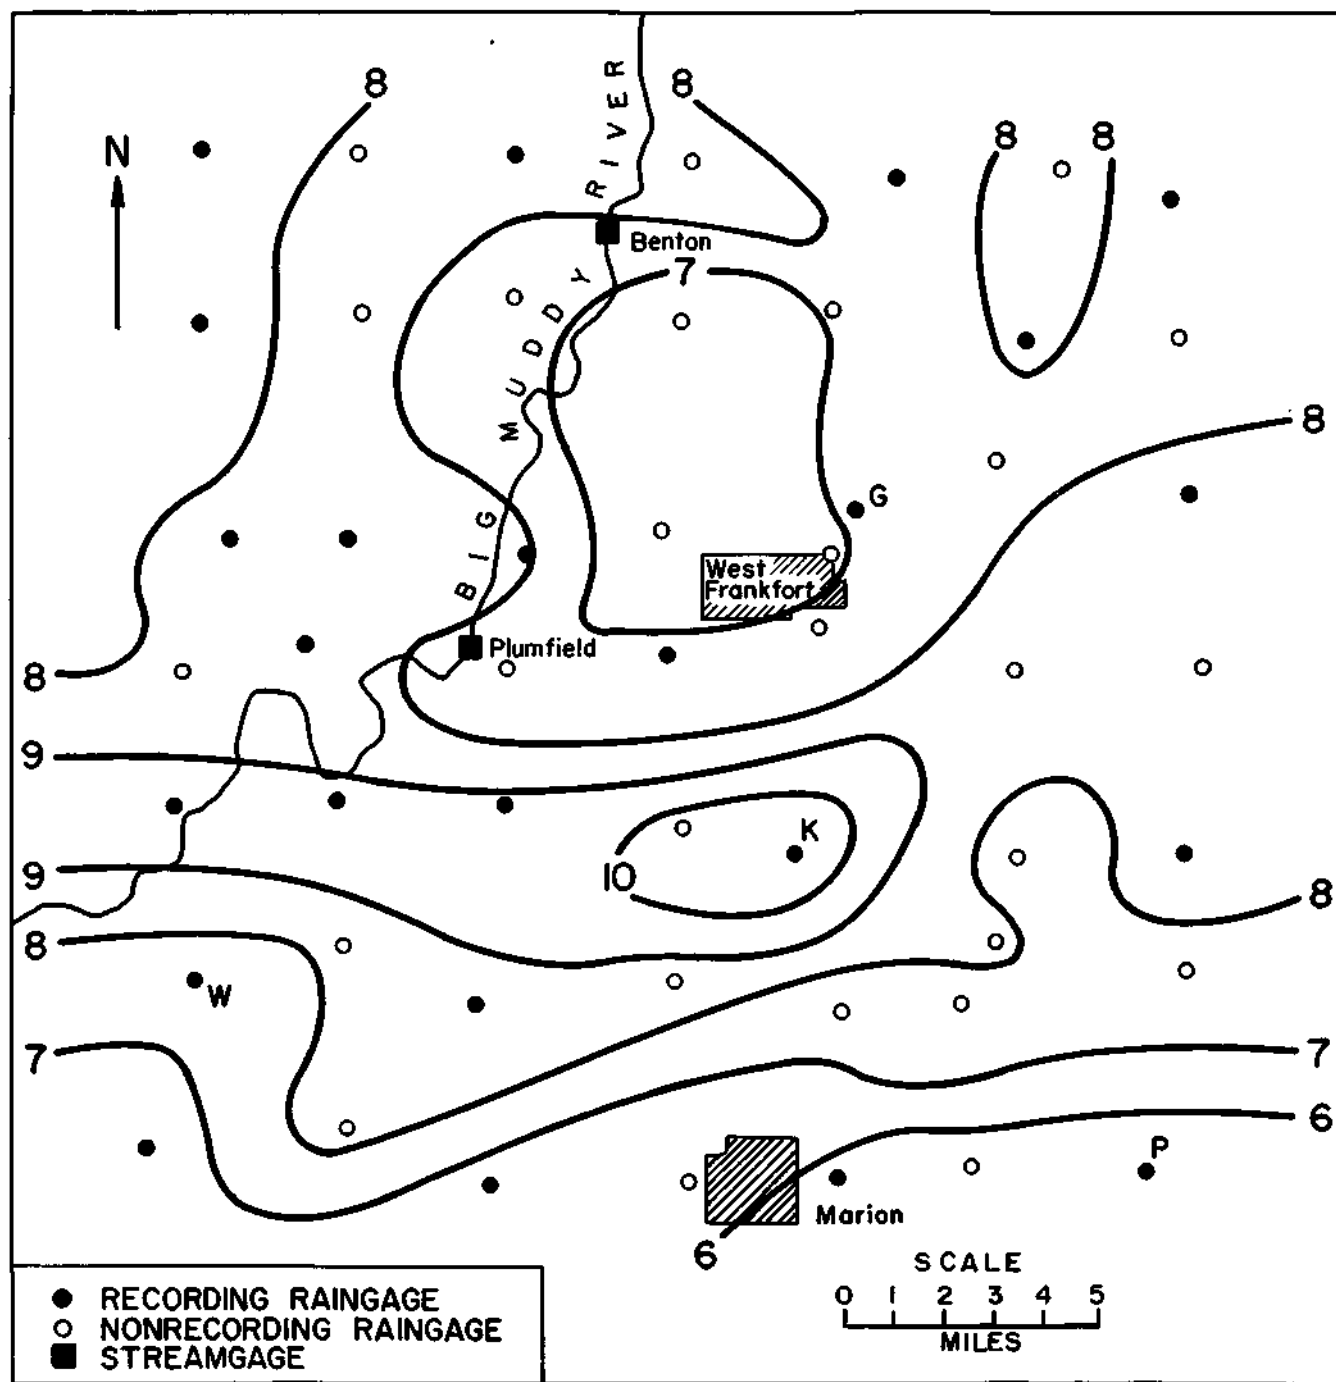 8
8
8
8
N
BIG MUDDY RIVER
Benton
7
8
G
West
Frankfort
Plumfield
8
9
K
10
9
8
8
W
7
7
6
P
Marion
6
SCALE
0 1 2 3 4 5
MILES
RECORDING RAINGAGE
NONRECORDING RAINGAGE
STREAMGAGE